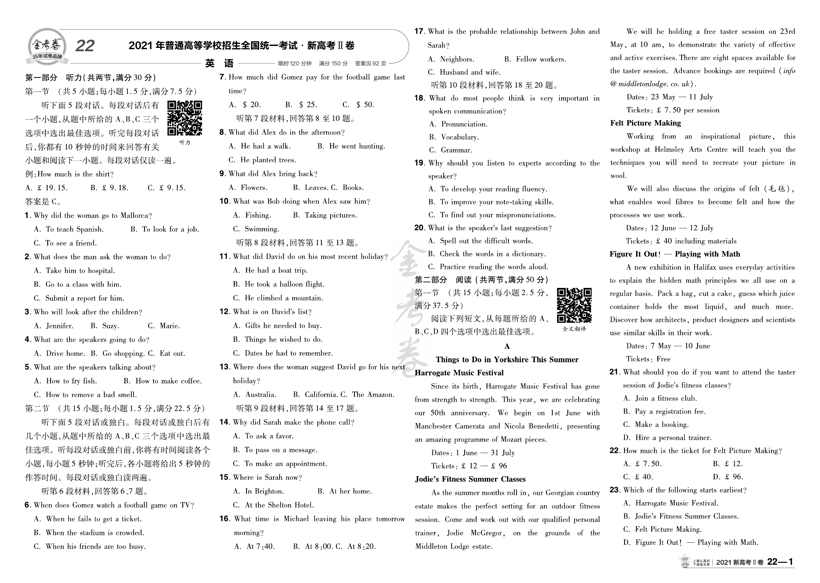 金考卷
百校联盟品牌
22
2021年普通高等学校招生全国统一考试·新高考Ⅱ卷
英 语
限时120分钟 满分150分 答案见92页
第一部分 听力(共两节,满分30分)
第一节 (共5小题;每小题1.5分,满分7.5分)
听下面5段对话。每段对话后有
一个小题,从题中所给的A、B、C三个
选项中选出最佳选项。听完每段对话
后,你都有10秒钟的时间来回答有关
听力
小题和阅读下一小题。每段对话仅读一遍。
例:How much is the shirt?
A. £ 19. 15. B. £ 9. 18. C. £ 9. 15.
答案是C。
1. Why did the woman go to Mallorca?
A. To teach Spanish. B. To look for a job.
C. To see a friend.
2. What does the man ask the woman to do?
A. Take him to hospital.
B. Go to a class with him.
C. Submit a report for him.
3. Who will look after the children?
A. Jennifer. B. Suzy. C. Marie.
4. What are the speakers going to do?
A. Drive home. B. Go shopping. C. Eat out.
5. What are the speakers talking about?
A. How to fry fish. B. How to make coffee.
C. How to remove a bad smell.
第二节 (共15小题;每小题1.5分,满分22.5分)
听下面5段对话或独白。每段对话或独白后有
几个小题,从题中所给的A、B、C三个选项中选出最
佳选项。听每段对话或独白前,你将有时间阅读各个
小题,每小题5秒钟;听完后,各小题将给出5秒钟的
作答时间。每段对话或独白读两遍。
听第6段材料,回答第6、7题。
6. When does Gomez watch a football game on TV?
A. When he fails to get a ticket.
B. When the stadium is crowded.
C. When his friends are too busy.
7. How much did Gomez pay for the football game last
time?
A. $ 20. B. $ 25. C. $ 50.
听第7段材料,回答第8至10题。
8. What did Alex do in the afternoon?
A. He had a walk. B. He went hunting.
C. He planted trees.
9. What did Alex bring back?
A. Flowers. B. Leaves. C. Books.
10. What was Bob doing when Alex saw him?
A. Fishing. B. Taking pictures.
C. Swimming.
听第8段材料,回答第11至13题。
11. What did David do on his most recent holiday?
A. He had a boat trip.
B. He took a balloon flight.
C. He climbed a mountain.
12. What is on David's list?
A. Gifts he needed to buy.
B. Things he wished to do.
C. Dates he had to remember.
13. Where does the woman suggest David go for his next
holiday?
A. Australia. B. California. C. The Amazon.
听第9段材料,回答第14至17题。
14. Why did Sarah make the phone call?
A. To ask a favor.
B. To pass on a message.
C. To make an appointment.
15. Where is Sarah now?
A. In Brighton. B. At her home.
C. At the Shelton Hotel.
16. What time is Michael leaving his place tomorrow
morning?
A. At 7:40. B. At 8:00. C. At 8:20.
17. What is the probable relationship between John and
Sarah?
A. Neighbors. B. Fellow workers.
C. Husband and wife.
听第10段材料,回答第18至20题。
18. What do most people think is very important in
spoken communication?
A. Pronunciation.
B. Vocabulary.
C. Grammar.
19. Why should you listen to experts according to the
speaker?
A. To develop your reading fluency.
B. To improve your note-taking skills.
C. To find out your mispronunciations.
20. What is the speaker's last suggestion?
A. Spell out the difficult words.
B. Check the words in a dictionary.
C. Practice reading the words aloud.
第二部分 阅读(共两节,满分50分)
第一节 (共15小题;每小题2.5分,
满分37.5分)
阅读下列短文,从每题所给的A、
B、C、D四个选项中选出最佳选项。
全文翻译
A
Things to Do in Yorkshire This Summer
Harrogate Music Festival
Since its birth, Harrogate Music Festival has gone
from strength to strength. This year, we are celebrating
our 50th anniversary. We begin on 1st June with
Manchester Camerata and Nicola Benedetti, presenting
an amazing programme of Mozart pieces.
Dates: 1 June — 31 July
Tickets: £ 12 — £ 96
Jodie's Fitness Summer Classes
As the summer months roll in, our Georgian country
estate makes the perfect setting for an outdoor fitness
session. Come and work out with our qualified personal
trainer, Jodie McGregor, on the grounds of the
Middleton Lodge estate.
We will be holding a free taster session on 23rd
May, at 10 am, to demonstrate the variety of effective
and active exercises. There are eight spaces available for
the taster session. Advance bookings are required (info
@middletonlodge. co. uk).
Dates: 23 May — 11 July
Tickets: £ 7. 50 per session
Felt Picture Making
Working from an inspirational picture, this
workshop at Helmsley Arts Centre will teach you the
techniques you will need to recreate your picture in
wool.
We will also discuss the origins of felt (毛毡),
what enables wool fibres to become felt and how the
processes we use work.
Dates: 12 June — 12 July
Tickets: £ 40 including materials
Figure It Out! — Playing with Math
A new exhibition in Halifax uses everyday activities
to explain the hidden math principles we all use on a
regular basis. Pack a bag, cut a cake, guess which juice
container holds the most liquid, and much more.
Discover how architects, product designers and scientists
use similar skills in their work.
Dates: 7 May — 10 June
Tickets: Free
21. What should you do if you want to attend the taster
session of Jodie's fitness classes?
A. Join a fitness club.
B. Pay a registration fee.
C. Make a booking.
D. Hire a personal trainer.
22. How much is the ticket for Felt Picture Making?
A. £ 7. 50. B. £ 12.
C. £ 40. D. £ 96.
23. Which of the following starts earliest?
A. Harrogate Music Festival.
B. Jodie's Fitness Summer Classes.
C. Felt Picture Making.
D. Figure It Out! — Playing with Math.
金考卷
2021新高考Ⅱ卷 22—1